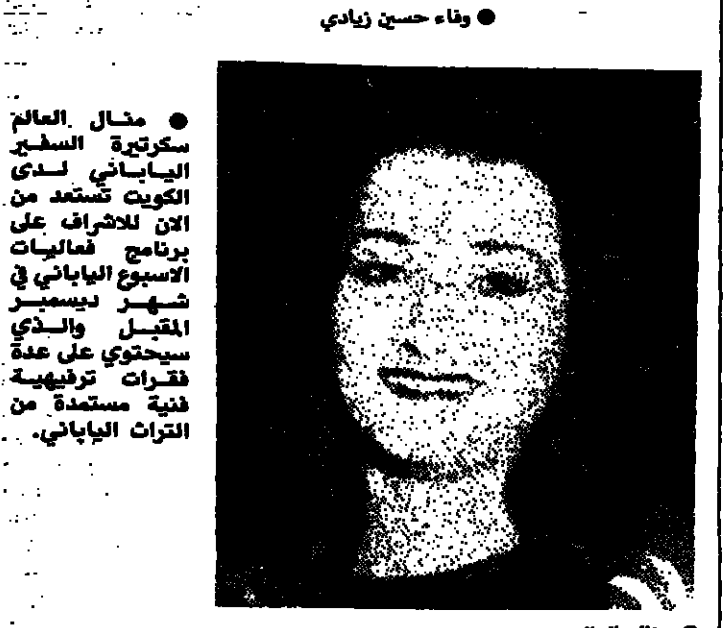 ● وفاء حسين زيادي
● منال العالم
سكرتيرة السفير
الياباني لدى
الكويت تستعد من
الان للاشراف على
برنامج فعاليات
الاسبوع الياباني في
شهر ديسمبر
المقبل والذي
سيحتوي على عدة
فقرات ترفيهية
فنية مستمدة من
التراث الياباني.